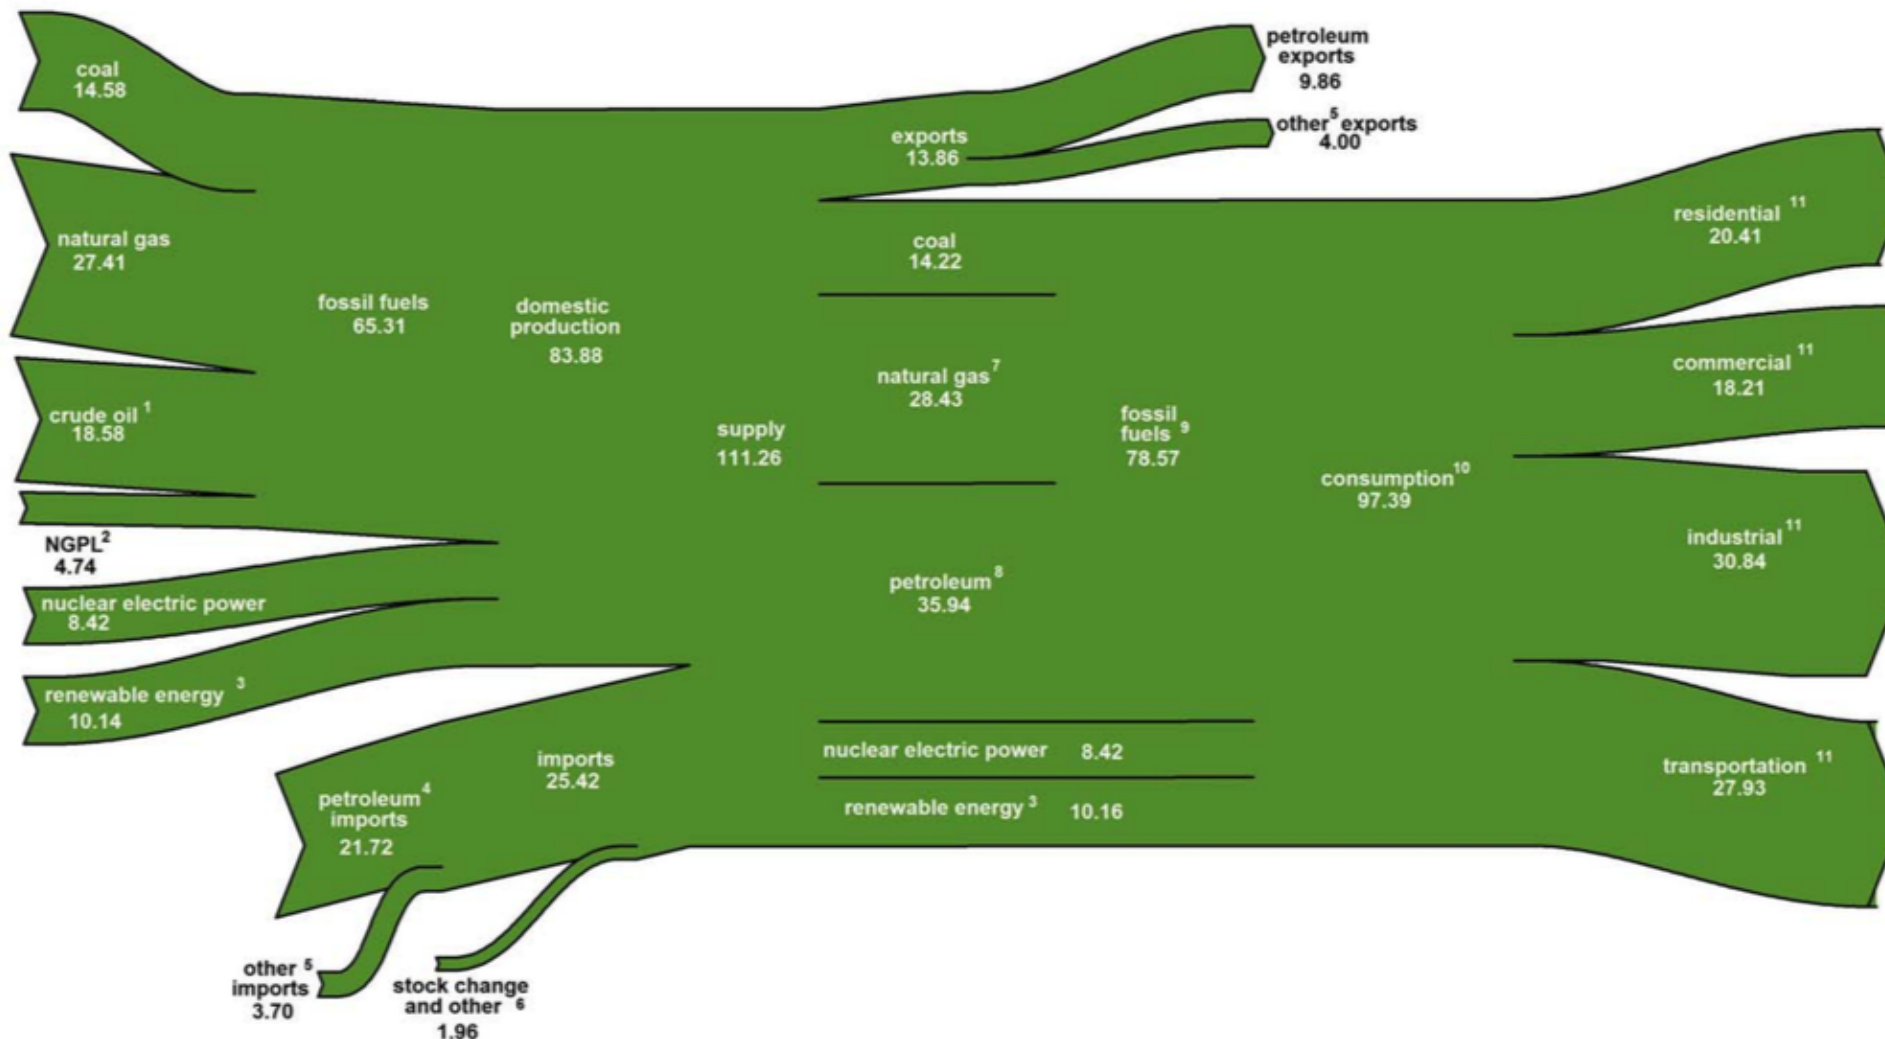 coal
14.58
natural gas
27.41
crude oil 1
18.58
NGPL2
4.74
nuclear electric power
8.42
renewable energy 3
10.14
fossil fuels
65.31
domestic
production
83.88
petroleum4
imports
21.72
imports
25.42
other 5
imports
3.70
stock change
and other 6
1.96
supply
111.26
exports
13.86
petroleum
exports
9.86
other5 exports
4.00
coal
14.22
natural gas7
28.43
petroleum8
35.94
nuclear electric power 8.42
renewable energy 3 10.16
fossil
fuels 9
78.57
consumption10
97.39
residential 11
20.41
commercial 11
18.21
industrial 11
30.84
transportation 11
27.93